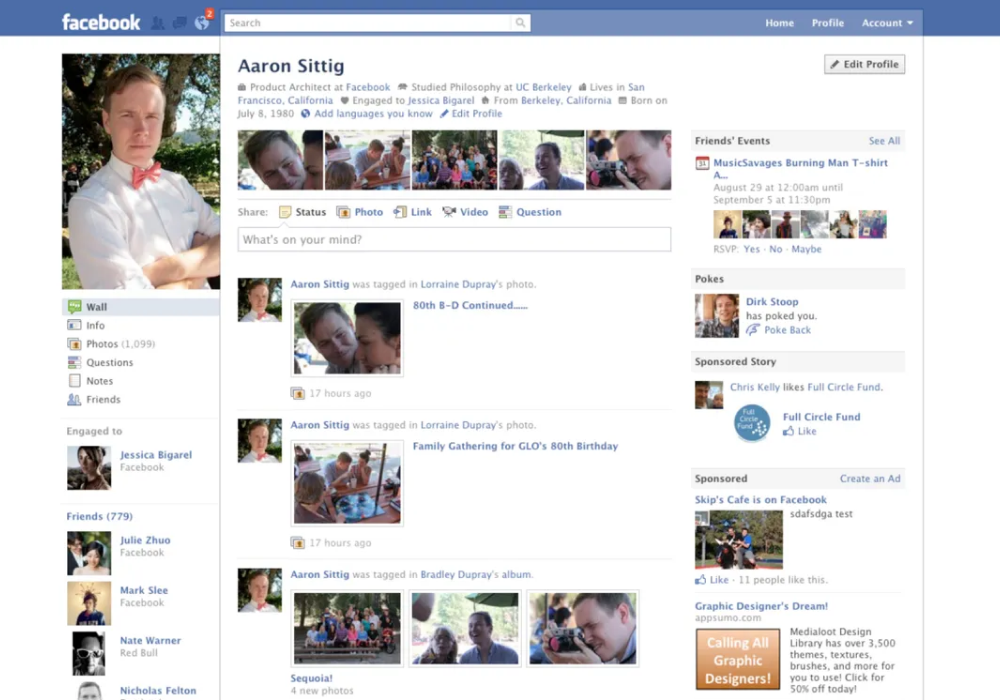 facebook
2
Search
Home Profile Account
Aaron Sittig
Edit Profile
Product Architect at Facebook Studied Philosophy at UC Berkeley Lives in San
Francisco, California Engaged to Jessica Bigarel From Berkeley, California Born on
July 8, 1980 Add languages you know Edit Profile
Share: Status Photo Link Video Question
What's on your mind?
Wall
Info
Photos (1,099)
Questions
Notes
Friends
Engaged to
Jessica Bigarel
Facebook
Friends (779)
Julie Zhuo
Facebook
Mark Slee
Facebook
Nate Warner
Red Bull
Nicholas Felton
Aaron Sittig was tagged in Lorraine Dupray's photo.
80th B-D Continued......
17 hours ago
Aaron Sittig was tagged in Lorraine Dupray's photo.
Family Gathering for GLO's 80th Birthday
17 hours ago
Aaron Sittig was tagged in Bradley Dupray's album.
Sequoia!
4 new photos
Friends' Events See All
31
MusicSavages Burning Man T-shirt
A...
August 29 at 12:00am until
September 5 at 11:30pm
RSVP: Yes · No · Maybe
Pokes
Dirk Stoop
has poked you.
Poke Back
Sponsored Story
Chris Kelly likes Full Circle Fund.
Full
Circle
Fund
Full Circle Fund
Like
Sponsored Create an Ad
Skip's Cafe is on Facebook
sdafsdga test
Like · 11 people like this.
Graphic Designer's Dream!
appsumo.com
Calling All
Graphic
Designers!
Medialoot Design
Library has over 3,500
themes, textures,
brushes, and more for
you to use! Click for
50% off today!